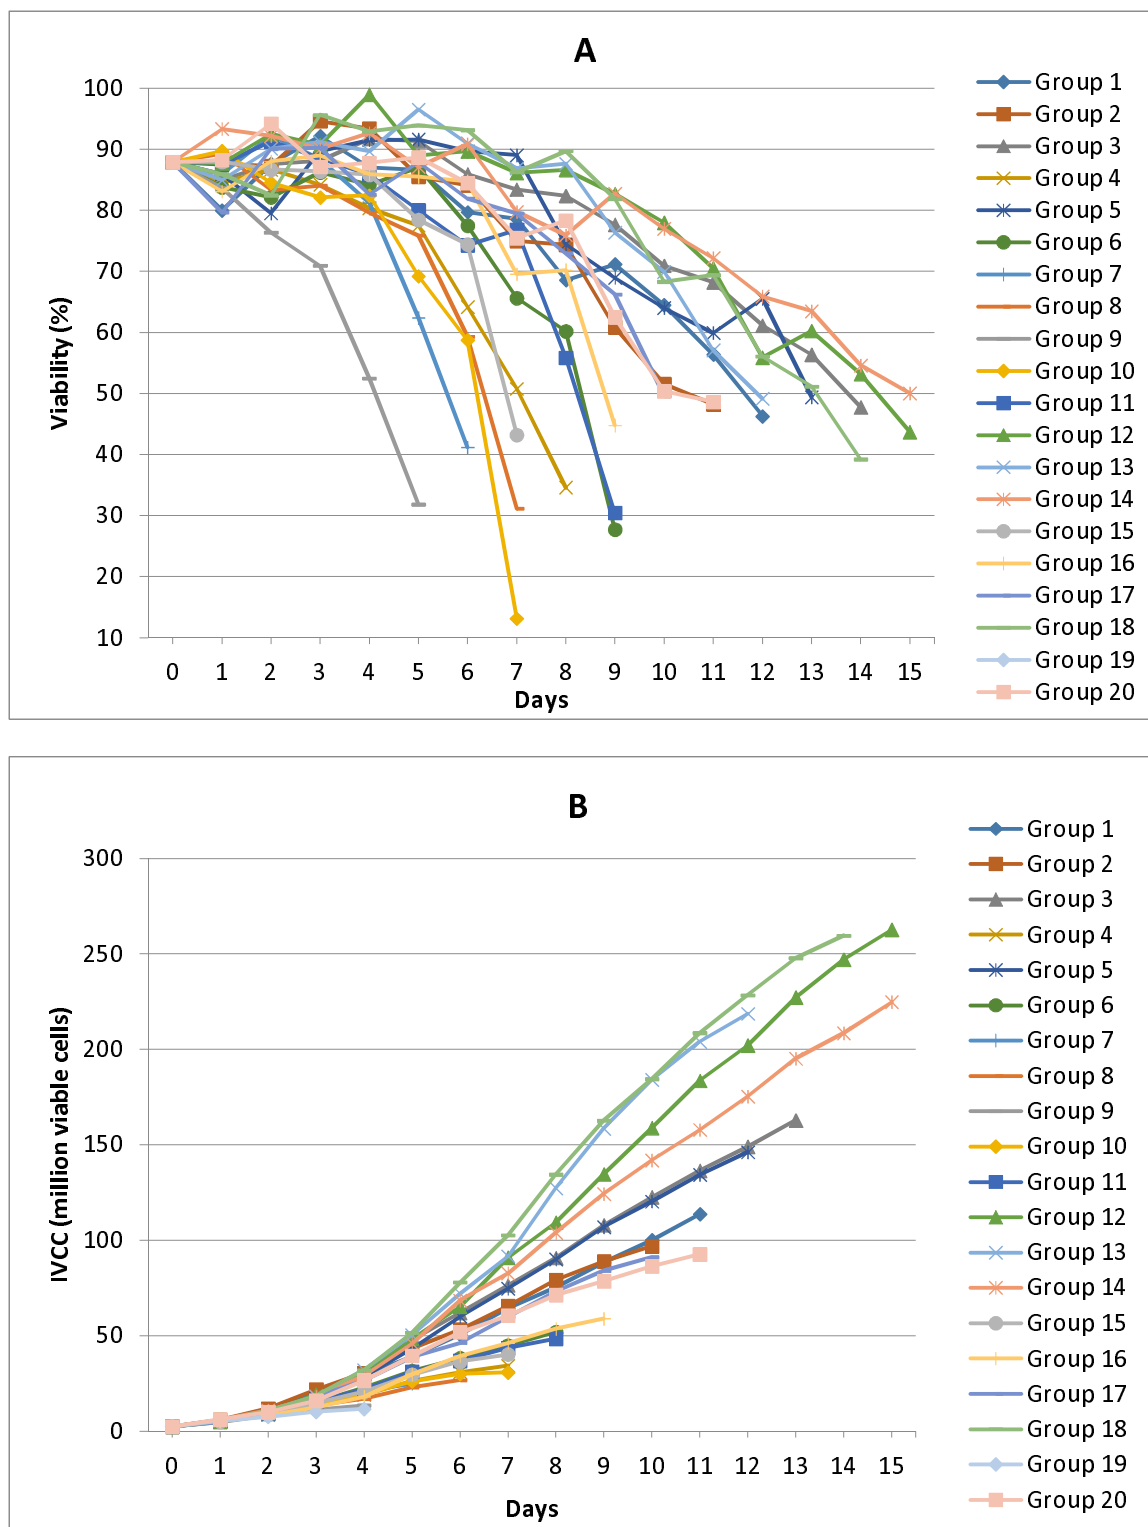 A
Viability (%)
100
90
80
70
60
50
40
30
20
10
0 1 2 3 4 5 6 7 8 9 10 11 12 13 14 15
Days
Group 1
Group 2
Group 3
Group 4
Group 5
Group 6
Group 7
Group 8
Group 9
Group 10
Group 11
Group 12
Group 13
Group 14
Group 15
Group 16
Group 17
Group 18
Group 19
Group 20
B
IVCC (million viable cells)
300
250
200
150
100
50
0
0 1 2 3 4 5 6 7 8 9 10 11 12 13 14 15
Days
Group 1
Group 2
Group 3
Group 4
Group 5
Group 6
Group 7
Group 8
Group 9
Group 10
Group 11
Group 12
Group 13
Group 14
Group 15
Group 16
Group 17
Group 18
Group 19
Group 20